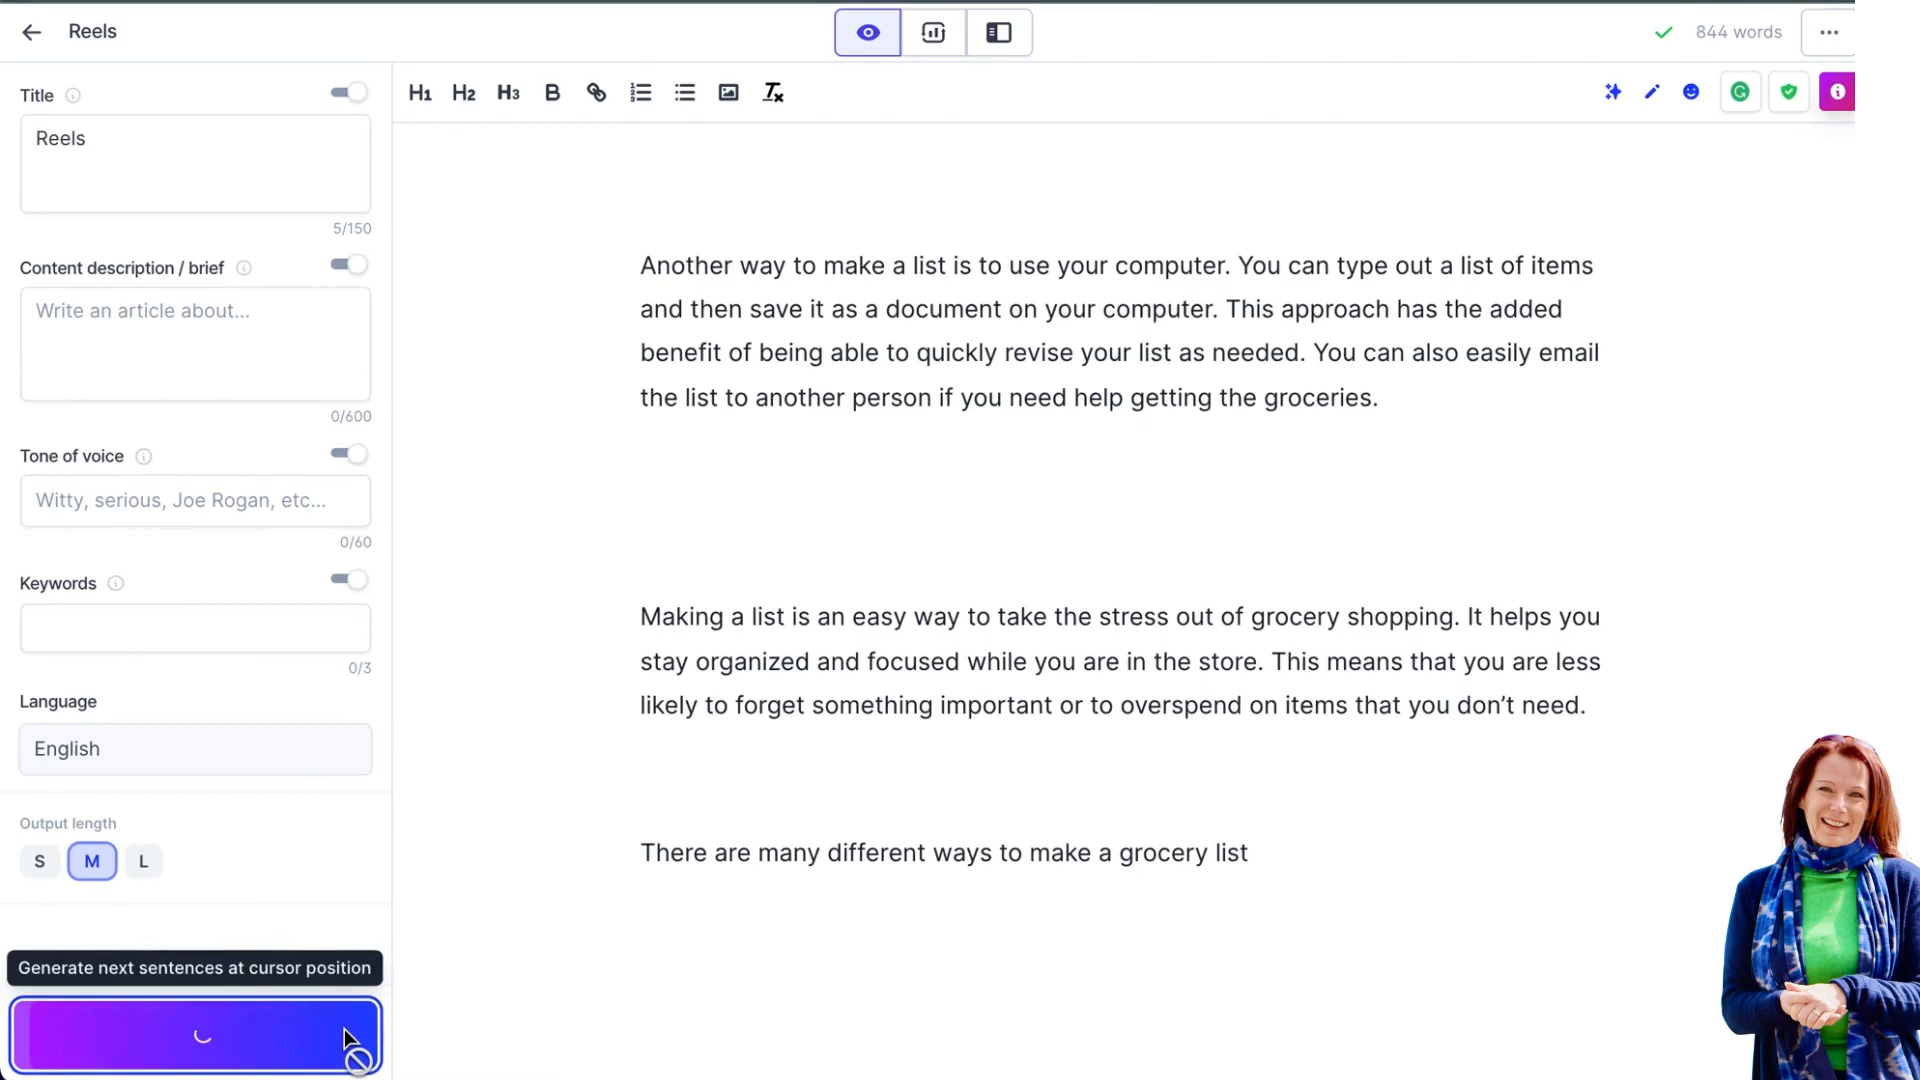 Reels
844 words
Title
Reels
5/150
Content description / brief
Write an article about...
0/600
Tone of voice
Witty, serious, Joe Rogan, etc...
0/60
Keywords
0/3
Language
English
Output length
S M L
Generate next sentences at cursor position
H1 H2 H3 B Tx
Another way to make a list is to use your computer. You can type out a list of items
and then save it as a document on your computer. This approach has the added
benefit of being able to quickly revise your list as needed. You can also easily email
the list to another person if you need help getting the groceries.
Making a list is an easy way to take the stress out of grocery shopping. It helps you
stay organized and focused while you are in the store. This means that you are less
likely to forget something important or to overspend on items that you don’t need.
There are many different ways to make a grocery list